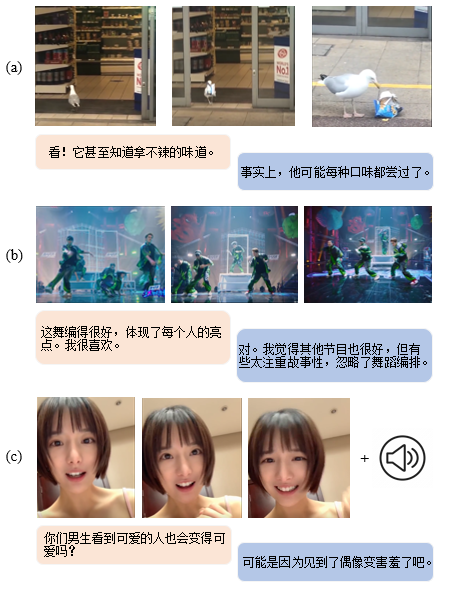 (a)
No.1
看！它甚至知道拿不辣的味道。
事实上，他可能每种口味都尝过了。
(b)
这舞编得很好，体现了每个人的亮
点。我很喜欢。
对。我觉得其他节目也很好，但有
些太注重故事性，忽略了舞蹈编排。
(c)
+
你们男生看到可爱的人也会变得可
爱吗？
可能是因为见到了偶像变害羞了吧。